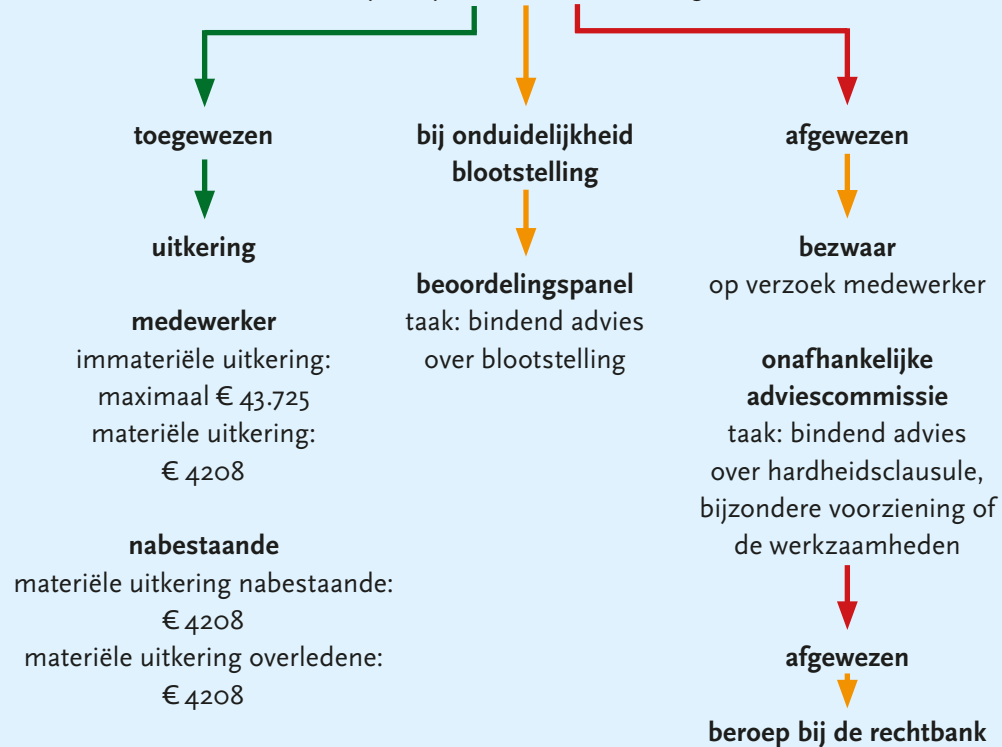 toegewezen
uitkering
medewerker
immateriële uitkering:
maximaal € 43.725
materiële uitkering:
€ 4208
nabestaande
materiële uitkering nabestaande:
€ 4208
materiële uitkering overledene:
€ 4208
bij onduidelijkheid
blootstelling
beoordelingspanel
taak: bindend advies
over blootstelling
afgewezen
bezwaar
op verzoek medewerker
onafhankelijke
adviescommissie
taak: bindend advies
over hardheidsclausule,
bijzondere voorziening of
de werkzaamheden
afgewezen
beroep bij de rechtbank